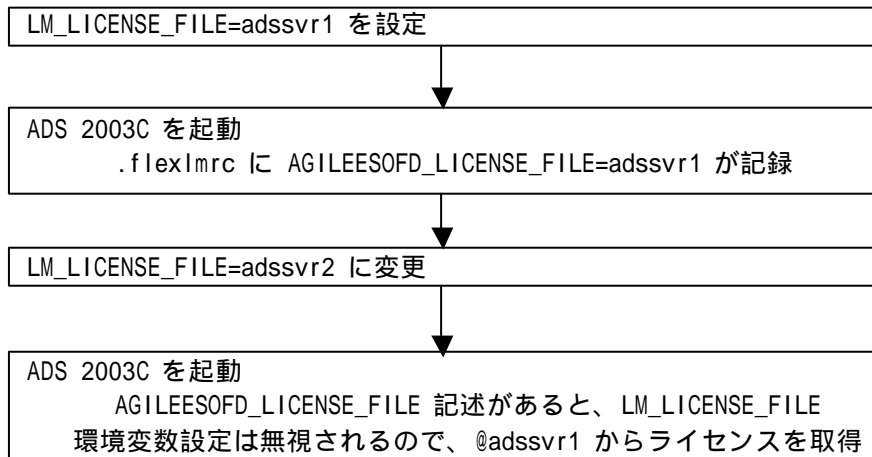 LM_LICENSE_FILE=adssvr1 を設定
ADS 2003C を起動
.flexlmrc に AGILEESOFD_LICENSE_FILE=adssvr1 が記録
LM_LICENSE_FILE=adssvr2 に変更
ADS 2003C を起動
AGILEESOFD_LICENSE_FILE 記述があると、LM_LICENSE_FILE
環境変数設定は無視されるので、@adssvr1 からライセンスを取得